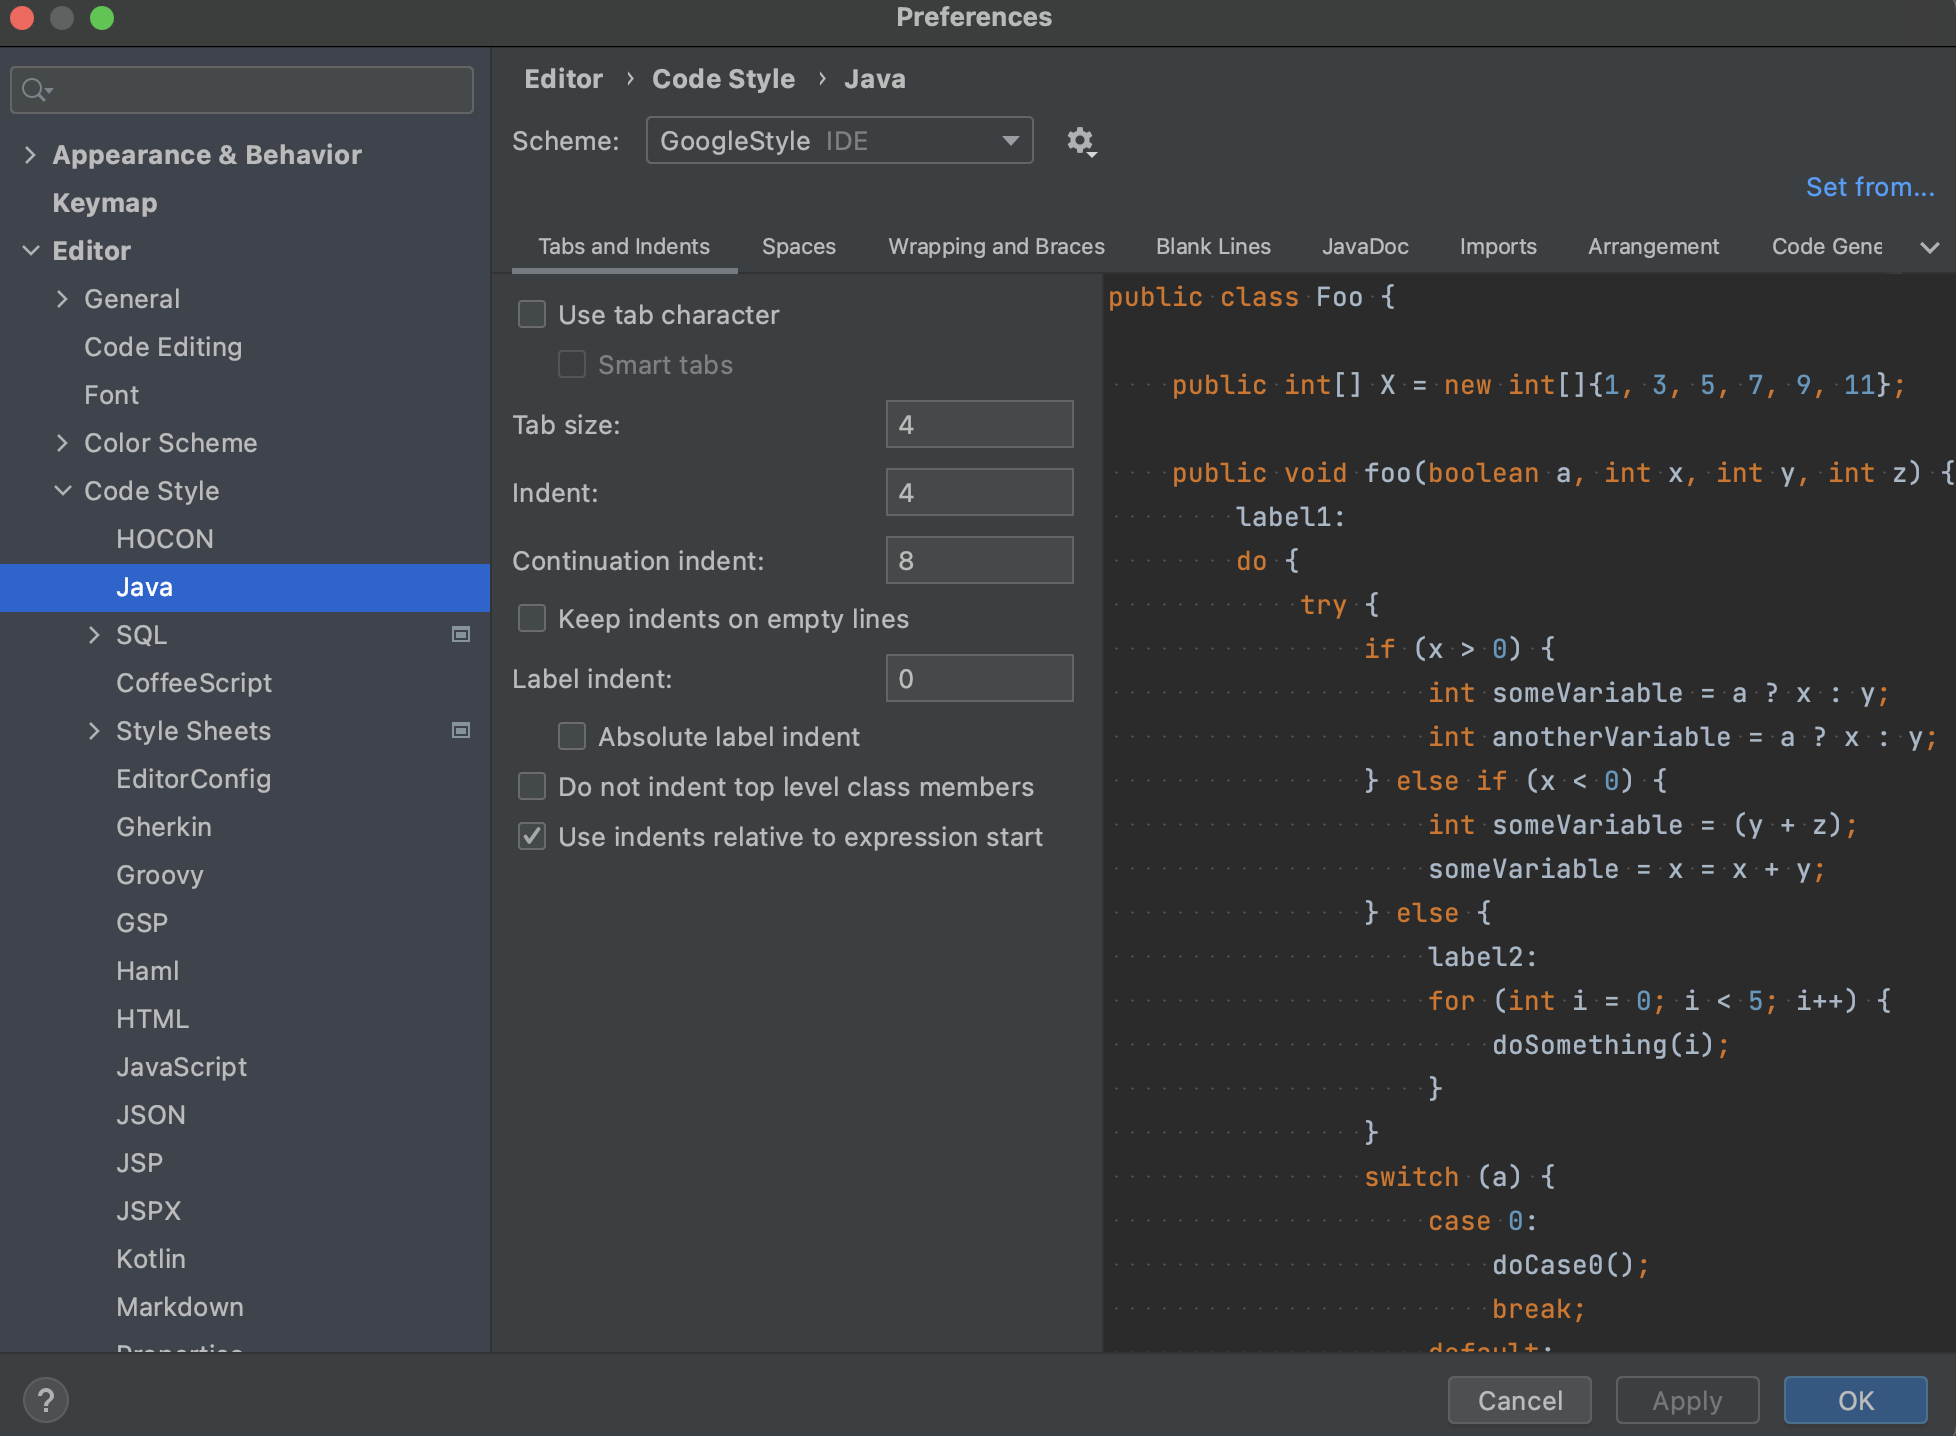 Preferences
Appearance & Behavior
Keymap
Editor
General
Code Editing
Font
Color Scheme
Code Style
HOCON
Java
SQL
CoffeeScript
Style Sheets
EditorConfig
Gherkin
Groovy
GSP
Haml
HTML
JavaScript
JSON
JSP
JSPX
Kotlin
Markdown
Properties
Editor › Code Style › Java
Scheme: GoogleStyle IDE
Set from...
Tabs and Indents Spaces Wrapping and Braces Blank Lines JavaDoc Imports Arrangement Code Gene
Use tab character
Smart tabs
Tab size: 4
Indent: 4
Continuation indent: 8
Keep indents on empty lines
Label indent: 0
Absolute label indent
Do not indent top level class members
Use indents relative to expression start
public class Foo {
public int[] X = new int[]{1, 3, 5, 7, 9, 11};
public void foo(boolean a, int x, int y, int z) {
label1:
do {
try {
if (x > 0) {
int someVariable = a ? x : y;
int anotherVariable = a ? x : y;
} else if (x < 0) {
int someVariable = (y + z);
someVariable = x = x + y;
} else {
label2:
for (int i = 0; i < 5; i++) {
doSomething(i);
}
}
switch (a) {
case 0:
doCase0();
break;
default:
?
Cancel Apply OK